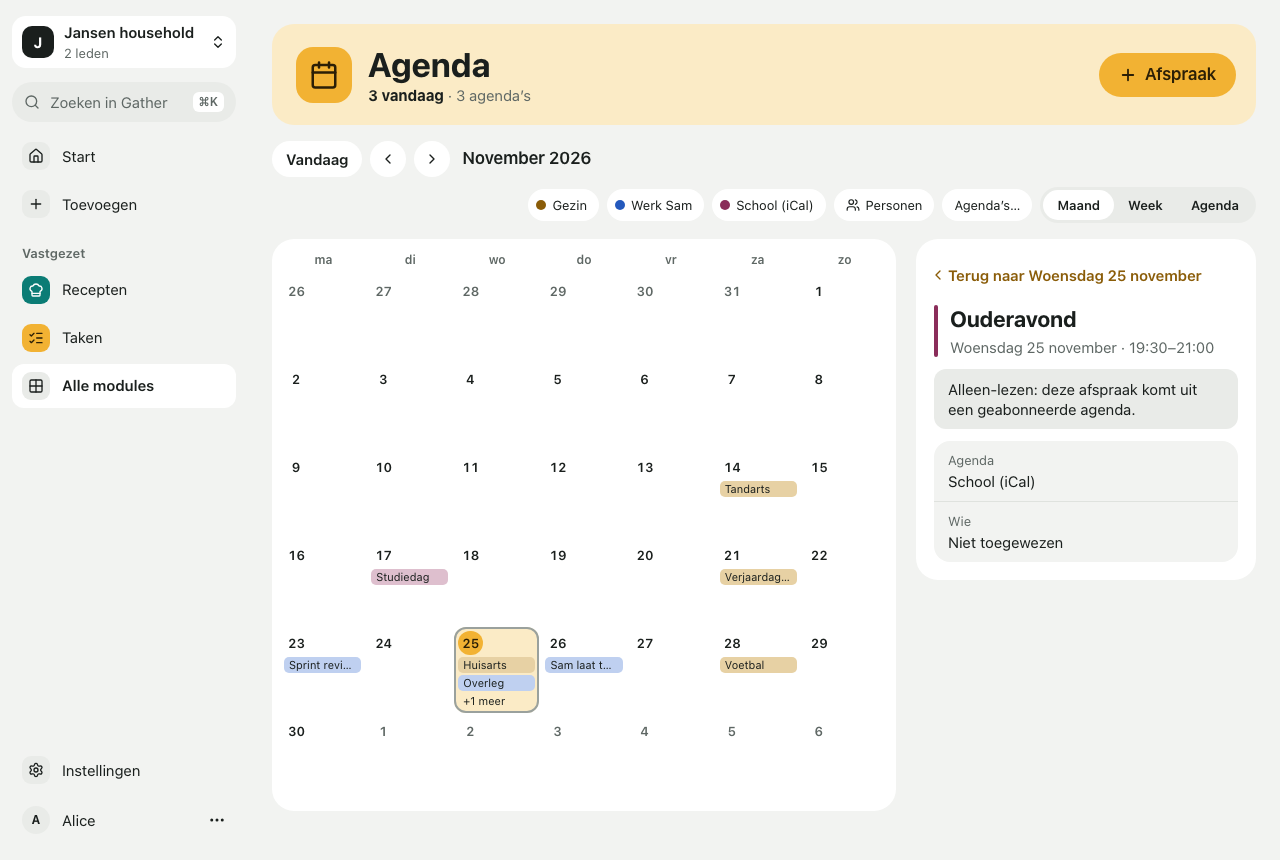 J
Jansen household
2 leden
Zoeken in Gather
⌘K
Start
Toevoegen
Vastgezet
Recepten
Taken
Alle modules
Instellingen
A
Alice
Agenda
3 vandaag · 3 agenda's
Afspraak
Vandaag
November 2026
Gezin
Werk Sam
School (iCal)
Personen
Agenda's...
Maand
Week
Agenda
ma di wo do vr za zo
26 27 28 29 30 31 1
2 3 4 5 6 7 8
9 10 11 12 13 14 15
Tandarts
16 17 18 19 20 21 22
Studiedag Verjaardag...
23 24 25 26 27 28 29
Sprint revi... Huisarts Sam laat t... Voetbal
Overleg
+1 meer
30 1 2 3 4 5 6
Terug naar Woensdag 25 november
Ouderavond
Woensdag 25 november · 19:30–21:00
Alleen-lezen: deze afspraak komt uit
een geabonneerde agenda.
Agenda
School (iCal)
Wie
Niet toegewezen